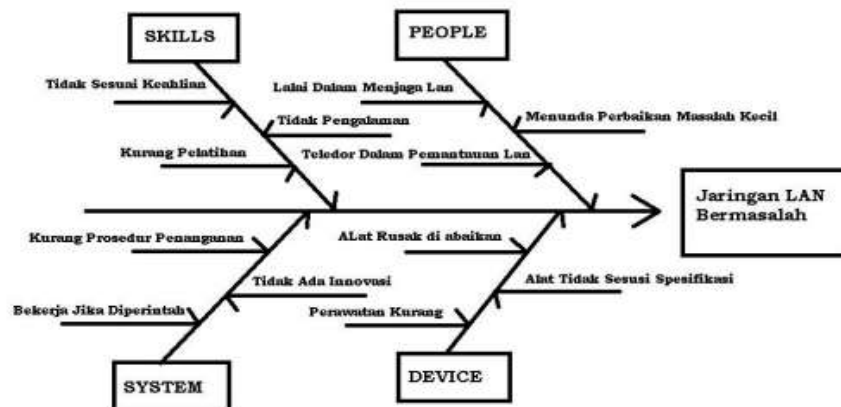 SKILLS
PEOPLE
Tidak Sesuai Keahlian
Lalai Dalam Menjaga Lan
Tidak Pengalaman
Menunda Perbaikan Masalah Kecil
Kurang Pelatihan
Teledor Dalam Pemantauan Lan
Jaringan LAN
Bermasalah
Kurang Prosedur Penanganan
ALat Rusak di abaikan
Tidak Ada Innovasi
Alat Tidak Sesusi Spesifikasi
Bekerja Jika Diperintah
Perawatan Kurang
SYSTEM
DEVICE